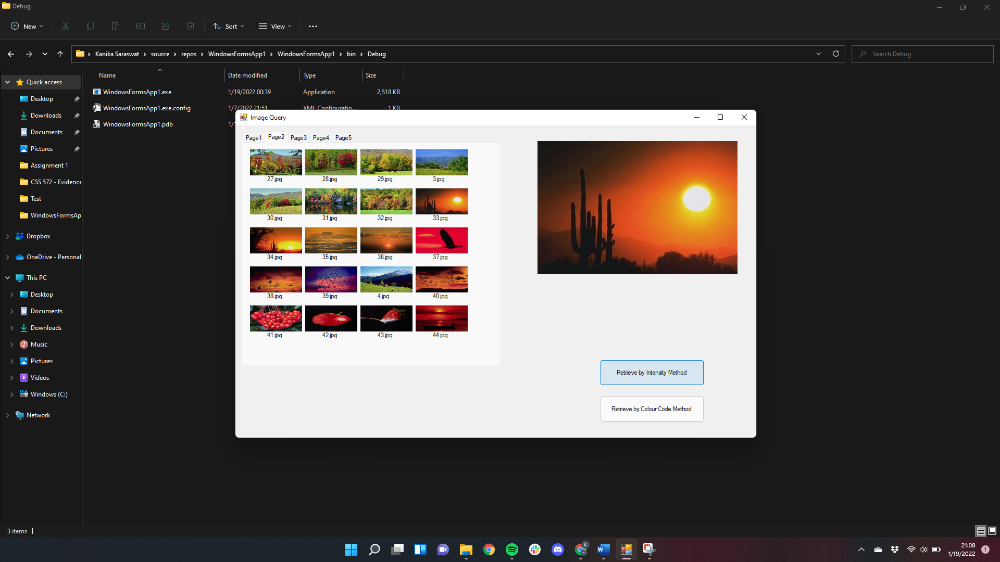 Debug
New
Sort
View
Kanika Saraswat > source > repos > WindowsFormsApp1 > WindowsFormsApp1 > bin > Debug
Search Debug
Name Date modified Type Size
WindowsFormsApp1.exe 1/19/2022 00:39 Application 2,518 KB
WindowsFormsApp1.exe.config 1/7/2022 21:51 XML Configuratio... 1 KB
WindowsFormsApp1.pdb
Quick access
Desktop
Downloads
Documents
Pictures
Assignment 1
CSS 572 - Evidence
Test
WindowsFormsAp
Dropbox
OneDrive - Personal
This PC
Desktop
Documents
Downloads
Music
Pictures
Videos
Windows (C:)
Network
3 items
Image Query
Page1 Page2 Page3 Page4 Page5
27.jpg 28.jpg 29.jpg 3.jpg
30.jpg 31.jpg 32.jpg 33.jpg
34.jpg 35.jpg 36.jpg 37.jpg
38.jpg 39.jpg 4.jpg 40.jpg
41.jpg 42.jpg 43.jpg 44.jpg
Retrieve by Intensity Method
Retrieve by Colour Code Method
K
21:08
1/19/2022
1